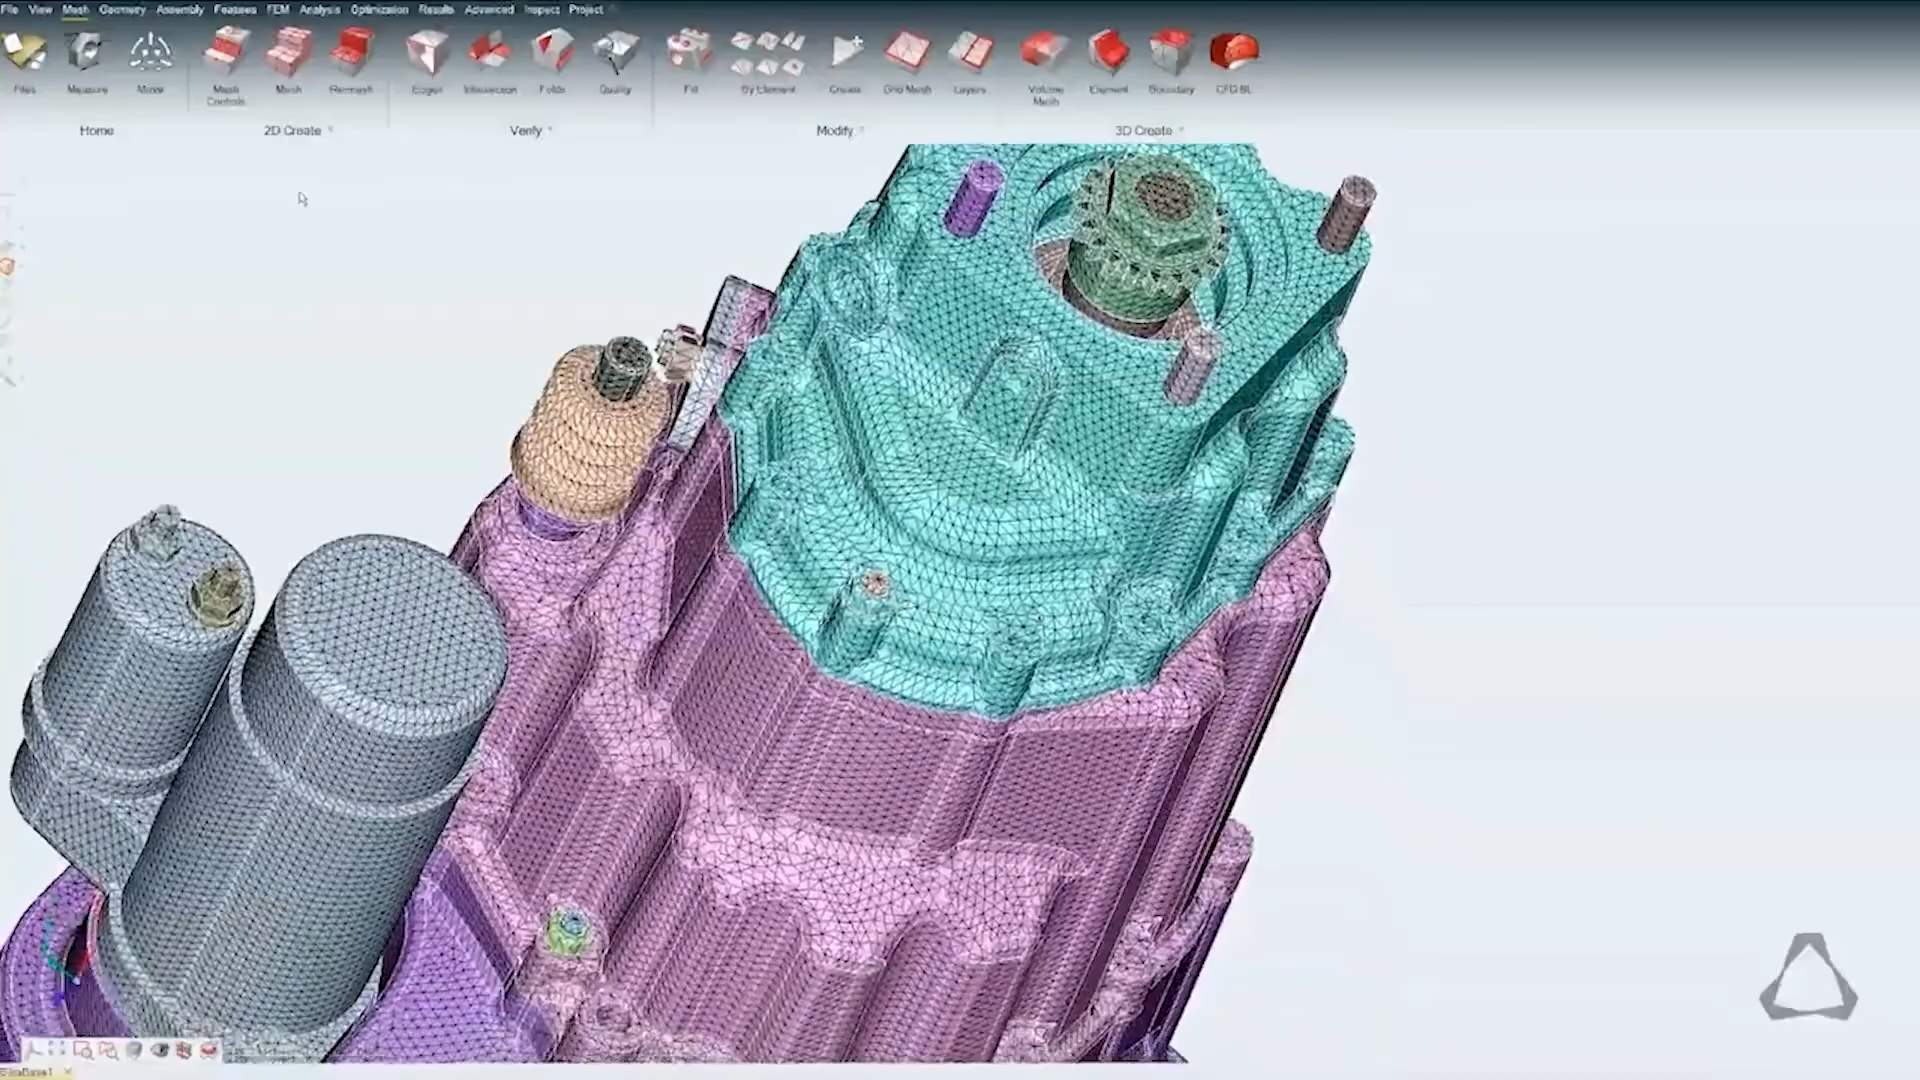 File View Mesh Geometry Assembly Features FEM Analysis Optimization Results Advanced Inspect Project
Files Measure Move Mesh Controls Mesh Remesh Edges Intersection Folds Quality Fill By Element Create Grid Mesh Layers Volume Mesh Element Boundary CFD BL
Home 2D Create Verify Modify 3D Create